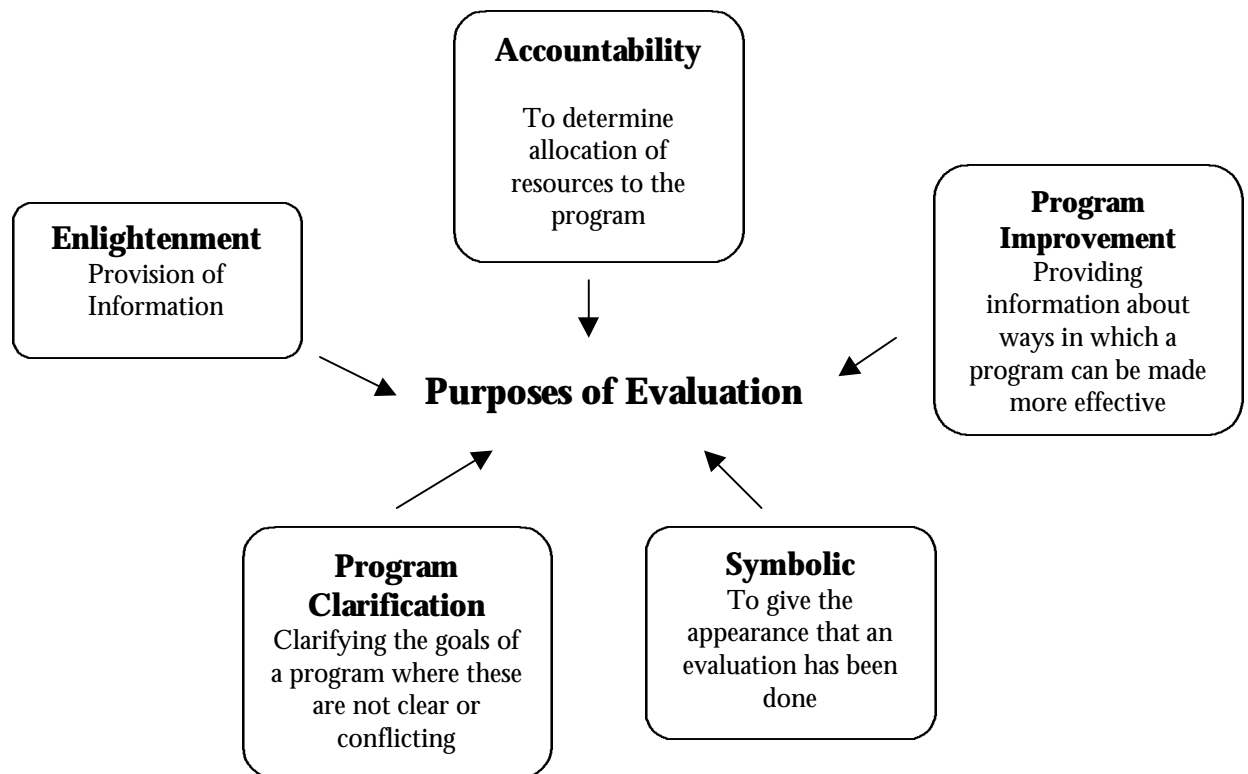 Accountability
To determine
allocation of
resources to the
program
Enlightenment
Provision of
Information
Program
Improvement
Providing
information about
ways in which a
program can be made
more effective
Purposes of Evaluation
Program
Clarification
Clarifying the goals of
a program where these
are not clear or
conflicting
Symbolic
To give the
appearance that an
evaluation has been
done